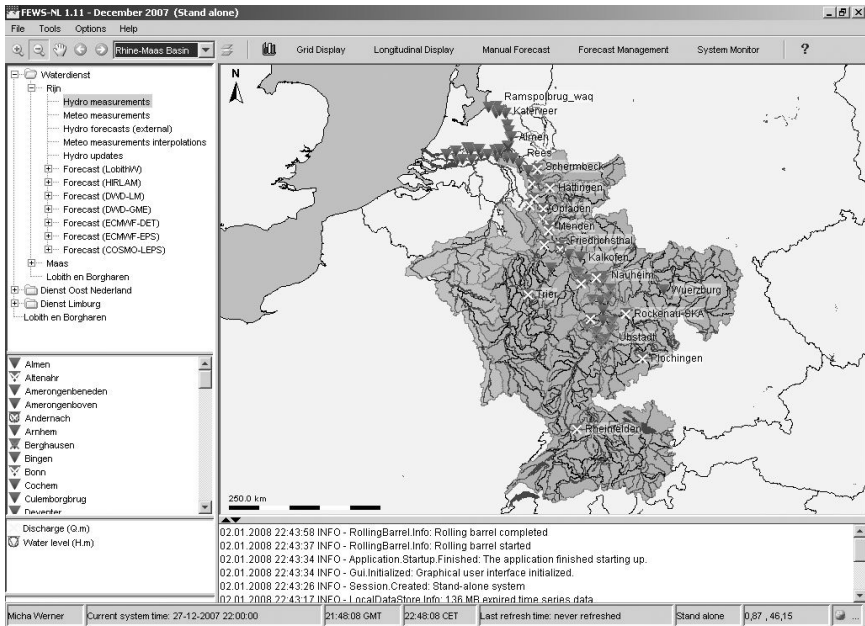 FEWS-NL 1.11 - December 2007 (Stand alone)
File Tools Options Help
Rhine-Maas Basin Grid Display Longitudinal Display Manual Forecast Forecast Management System Monitor ?
Waterdienst
Rijn
Hydro measurements
Meteo measurements
Hydro forecasts (external)
Meteo measurements interpolations
Hydro updates
Forecast (LobithW)
Forecast (HIRLAM)
Forecast (DWD-LM)
Forecast (DWD-GME)
Forecast (ECMWF-DET)
Forecast (ECMWF-EPS)
Forecast (COSMO-LEPS)
Maas
Lobith en Borgharen
Dienst Oost Nederland
Dienst Limburg
Lobith en Borgharen
Almen
Altenahr
Amerongenbeneden
Amerongenboven
Andernach
Arnhem
Berghausen
Bingen
Bonn
Cochem
Culemborgbrug
Deventer
Discharge (Q.m)
Water level (H.m)
N
Ramspolbrug_waq
Katerveer
Almen
Rees
Schermbeck
Hattingen
Opladen
Menden
Friedrichsthal
Kalkofen
Nauheim
Trier
Wuerzburg
Rockenau-SKA
Ubstadt
Plochingen
Rheinfelden
250.0 km
02.01.2008 22:43:58 INFO - RollingBarrel.Info: Rolling barrel completed
02.01.2008 22:43:37 INFO - RollingBarrel.Info: Rolling barrel started
02.01.2008 22:43:34 INFO - Application.Startup.Finished: The application finished starting up.
02.01.2008 22:43:34 INFO - Gui.Initialized: Graphical user interface initialized.
02.01.2008 22:43:26 INFO - Session.Created: Stand-alone system
02.01.2008 22:43:17 INFO - LocalDataStore.Info: 136 MB expired time series data
Micha Werner Current system time: 27-12-2007 22:00:00 21:48:08 GMT 22:48:08 CET Last refresh time: never refreshed Stand alone 0,87 , 46,15 ...